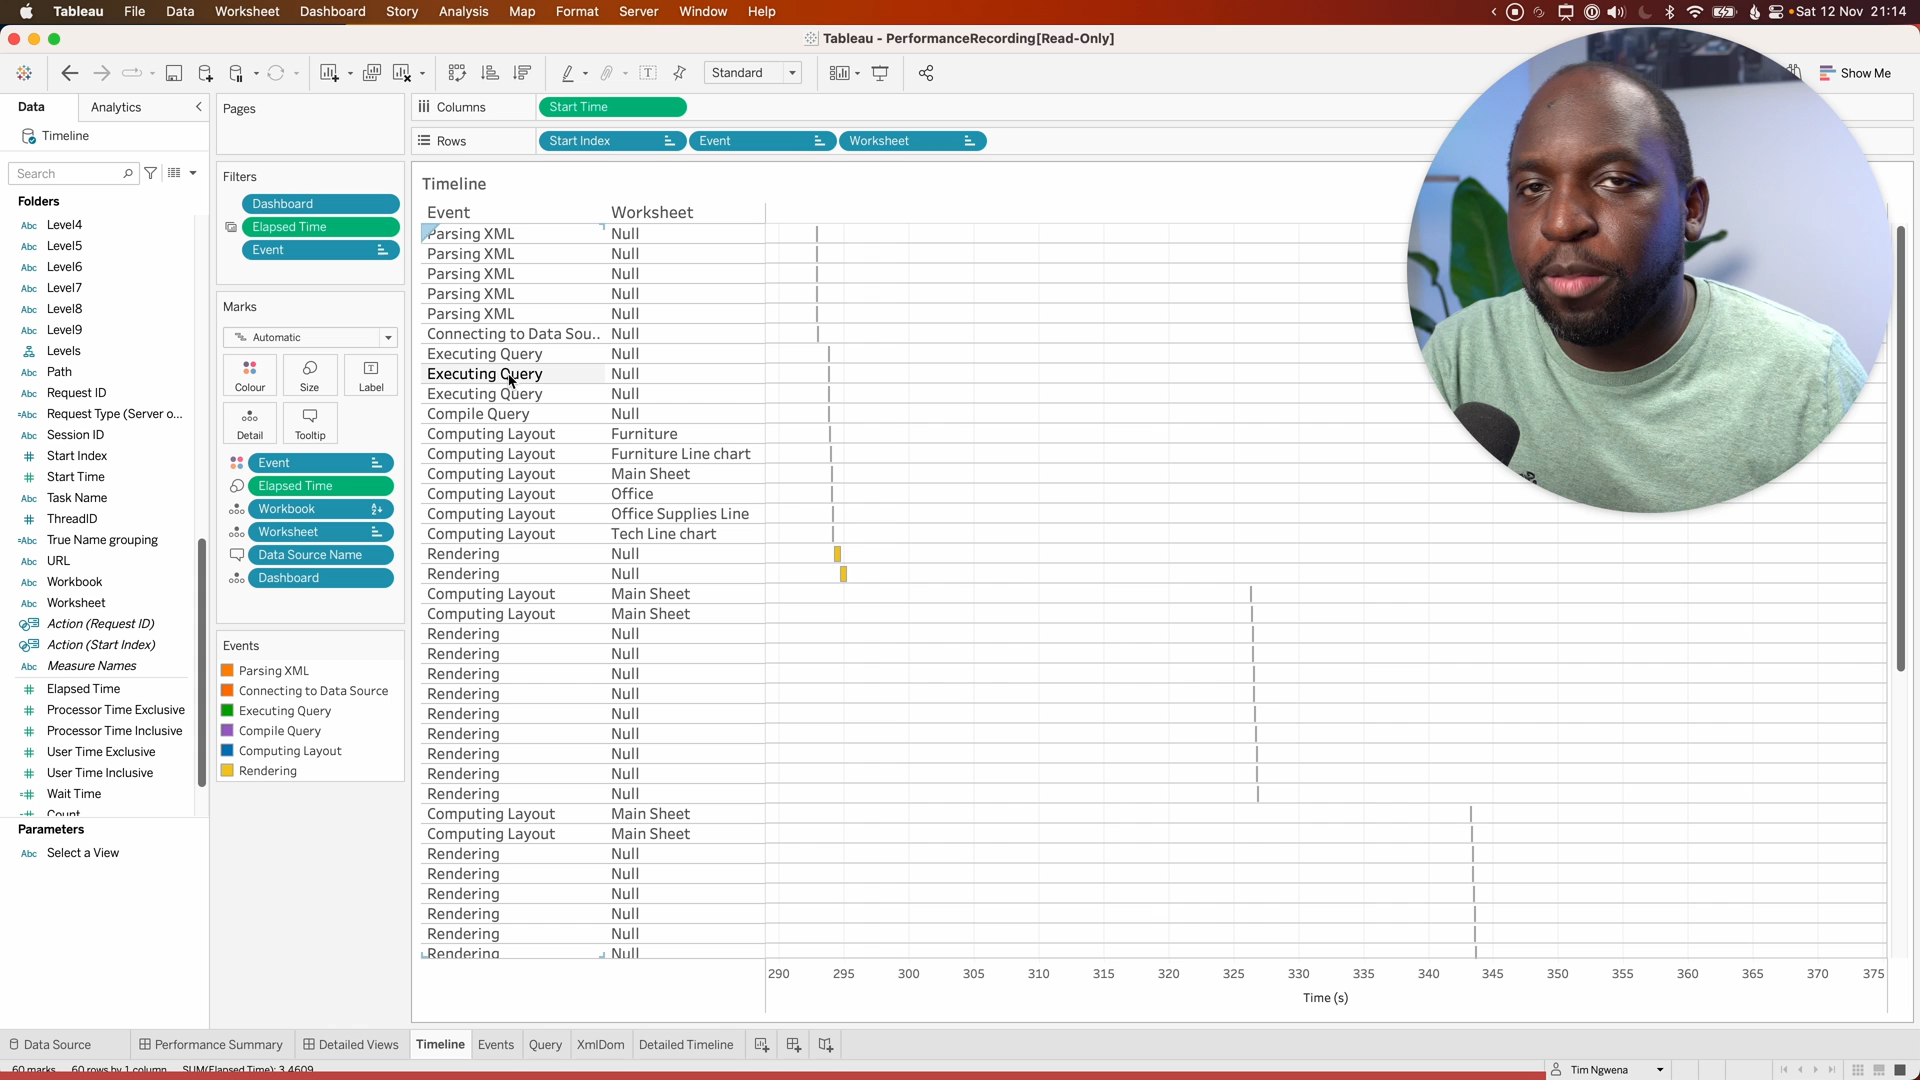 Tableau File Data Worksheet Dashboard Story Analysis Map Format Server Window Help Sat 12 Nov 21:14
Tableau - PerformanceRecording[Read-Only]
Standard Show Me
Data Analytics
Timeline
Search
Folders
Level4
Level5
Level6
Level7
Level8
Level9
Levels
Path
Request ID
Request Type (Server o...
Session ID
Start Index
Start Time
Task Name
ThreadID
True Name grouping
URL
Workbook
Worksheet
Action (Request ID)
Action (Start Index)
Measure Names
Elapsed Time
Processor Time Exclusive
Processor Time Inclusive
User Time Exclusive
User Time Inclusive
Wait Time
Count
Parameters
Select a View
Pages
Filters
Dashboard
Elapsed Time
Event
Marks
Automatic
Colour Size Label
Detail Tooltip
Event
Elapsed Time
Workbook
Worksheet
Data Source Name
Dashboard
Events
Parsing XML
Connecting to Data Source
Executing Query
Compile Query
Computing Layout
Rendering
Columns Start Time
Rows Start Index Event Worksheet
Timeline
Event Worksheet
Parsing XML Null
Parsing XML Null
Parsing XML Null
Parsing XML Null
Parsing XML Null
Connecting to Data Sou.. Null
Executing Query Null
Executing Query Null
Executing Query Null
Compile Query Null
Computing Layout Furniture
Computing Layout Furniture Line chart
Computing Layout Main Sheet
Computing Layout Office
Computing Layout Office Supplies Line
Computing Layout Tech Line chart
Rendering Null
Rendering Null
Computing Layout Main Sheet
Computing Layout Main Sheet
Rendering Null
Rendering Null
Rendering Null
Rendering Null
Rendering Null
Rendering Null
Rendering Null
Rendering Null
Rendering Null
Computing Layout Main Sheet
Computing Layout Main Sheet
Rendering Null
Rendering Null
Rendering Null
Rendering Null
Rendering Null
Rendering Null
290 295 300 305 310 315 320 325 330 335 340 345 350 355 360 365 370 375
Time (s)
Data Source Performance Summary Detailed Views Timeline Events Query XmlDom Detailed Timeline
60 marks 60 rows by 1 column SUM(Elapsed Time): 3.4609 Tim Ngwena